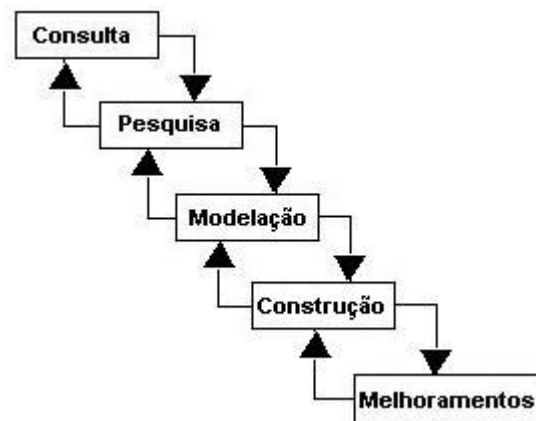 Consulta
Pesquisa
Modelação
Construção
Melhoramentos